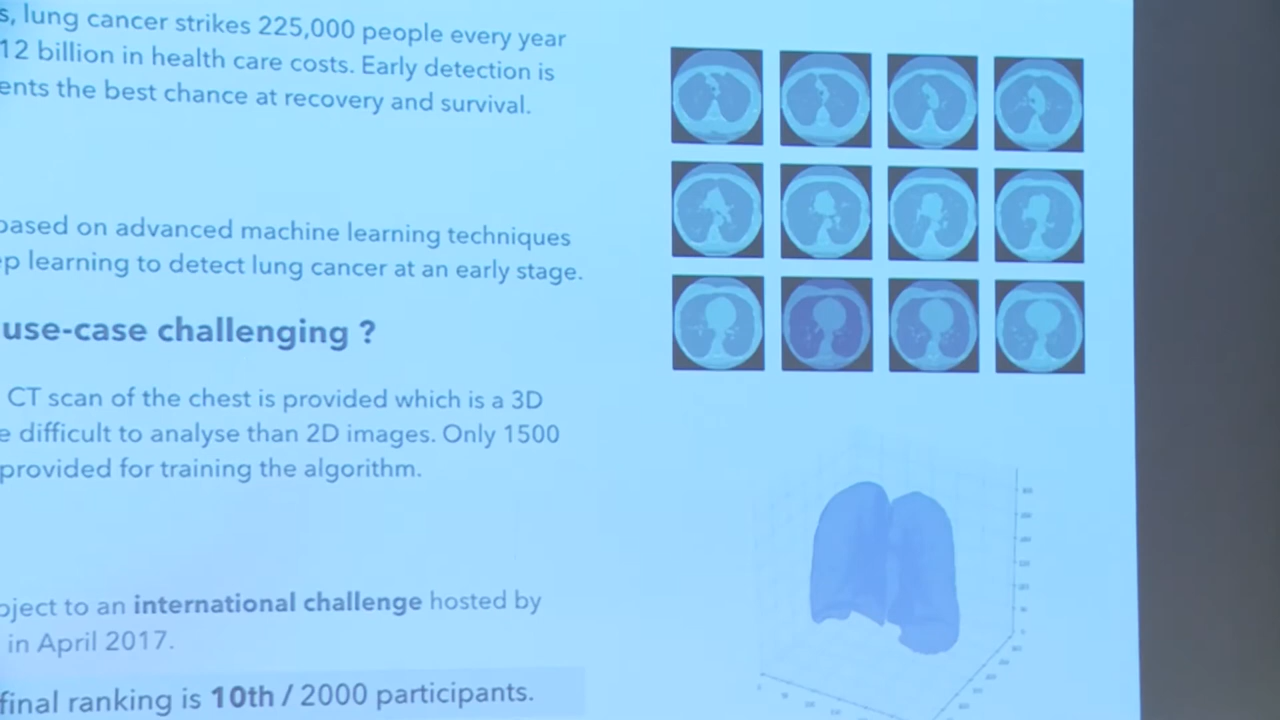 s, lung cancer strikes 225,000 people every year
12 billion in health care costs. Early detection is
ents the best chance at recovery and survival.
based on advanced machine learning techniques
ep learning to detect lung cancer at an early stage.
use-case challenging ?
CT scan of the chest is provided which is a 3D
e difficult to analyse than 2D images. Only 1500
provided for training the algorithm.
oject to an international challenge hosted by
in April 2017.
final ranking is 10th / 2000 participants.